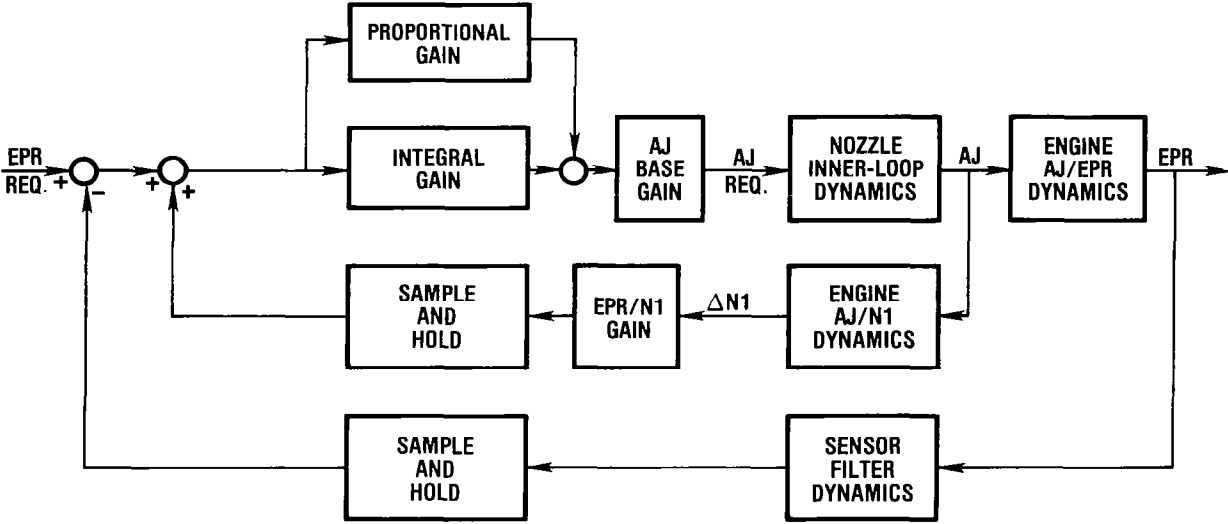 PROPORTIONAL
GAIN
EPR
REQ.
+
−
+
+
INTEGRAL
GAIN
AJ
BASE
GAIN
AJ
REQ.
NOZZLE
INNER-LOOP
DYNAMICS
AJ
ENGINE
AJ/EPR
DYNAMICS
EPR
SAMPLE
AND
HOLD
EPR/N1
GAIN
△N1
ENGINE
AJ/N1
DYNAMICS
SAMPLE
AND
HOLD
SENSOR
FILTER
DYNAMICS